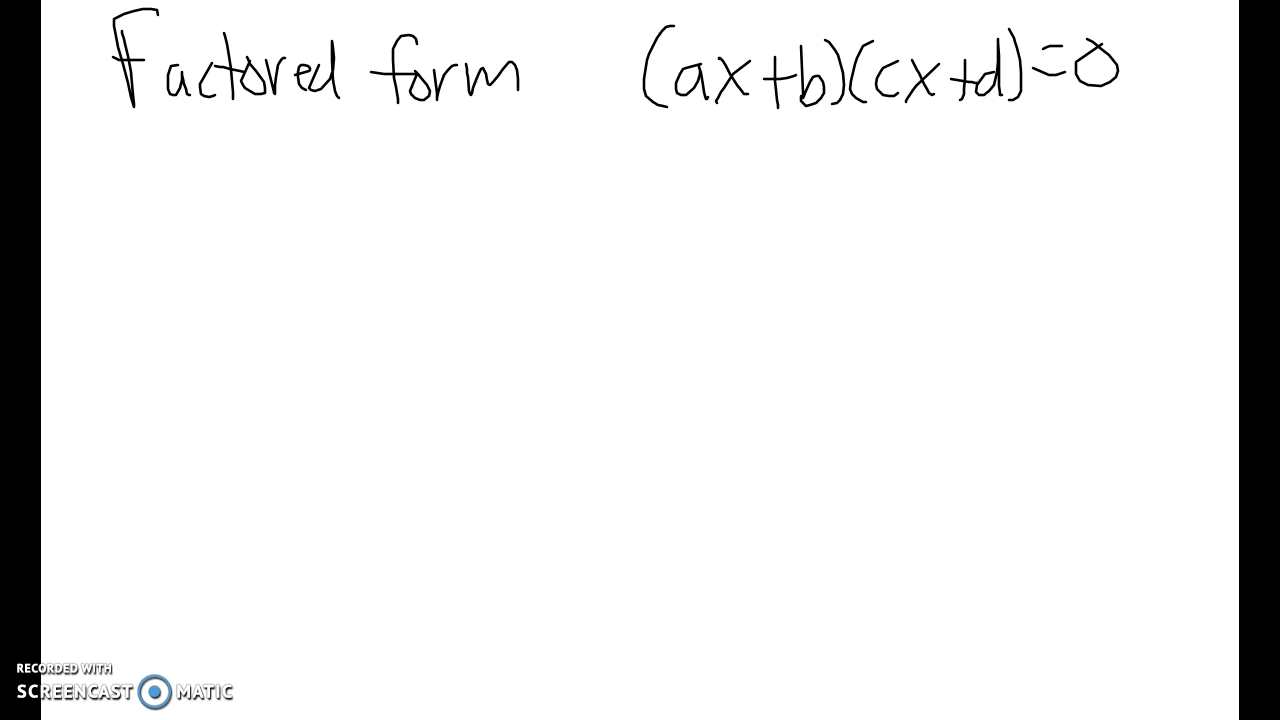 Factored form (ax+b)(cx+d)=0
RECORDED WITH
SCREENCAST MATIC